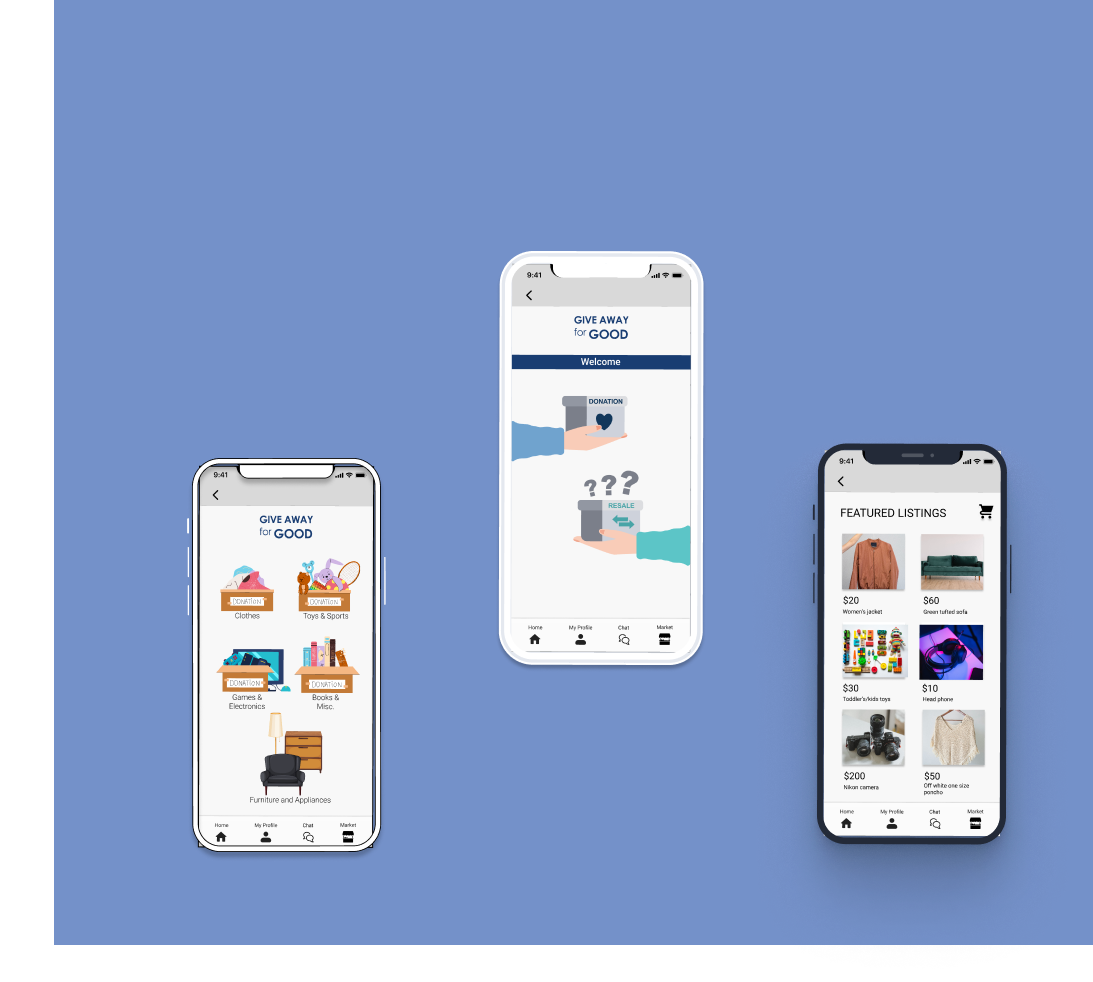 9:41
GIVE AWAY
for GOOD
DONATION
Clothes
DONATION
Toys & Sports
DONATION
Games &
Electronics
DONATION
Books &
Misc.
Furniture and Appliances
Home My Profile Chat Market
9:41
GIVE AWAY
for GOOD
Welcome
DONATION
???
RESALE
Home My Profile Chat Market
9:41
FEATURED LISTINGS
$20
Women's jacket
$60
Green tufted sofa
$30
Toddler's/kids toys
$10
Head phone
$200
Nikon camera
$50
Off white one size
poncho
Home My Profile Chat Market